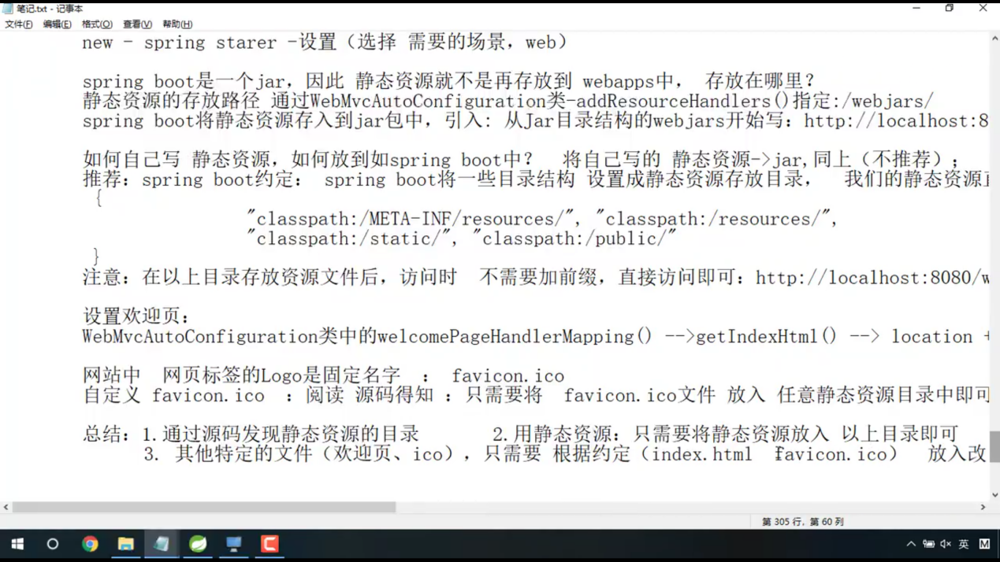 笔记.txt - 记事本
文件(F) 编辑(E) 格式(O) 查看(V) 帮助(H)
new - spring starer -设置（选择 需要的场景，web）
spring boot是一个jar，因此 静态资源就不是再存放到 webapps中， 存放在哪里？
静态资源的存放路径 通过WebMvcAutoConfiguration类-addResourceHandlers()指定:/webjars/
spring boot将静态资源存入到jar包中，引入: 从Jar目录结构的webjars开始写：http://localhost:8
如何自己写 静态资源，如何放到如spring boot中？ 将自己写的 静态资源->jar,同上（不推荐）；
推荐：spring boot约定： spring boot将一些目录结构 设置成静态资源存放目录， 我们的静态资源直
{
"classpath:/META-INF/resources/", "classpath:/resources/",
"classpath:/static/", "classpath:/public/"
}
注意：在以上目录存放资源文件后，访问时 不需要加前缀，直接访问即可：http://localhost:8080/w
设置欢迎页：
WebMvcAutoConfiguration类中的welcomePageHandlerMapping() -->getIndexHtml() --> location +
网站中 网页标签的Logo是固定名字 ： favicon.ico
自定义 favicon.ico ：阅读 源码得知 ：只需要将 favicon.ico文件 放入 任意静态资源目录中即可
总结：1.通过源码发现静态资源的目录 2.用静态资源：只需要将静态资源放入 以上目录即可
3. 其他特定的文件（欢迎页、ico），只需要 根据约定（index.html favicon.ico） 放入改
第 305 行，第 60 列
英
M